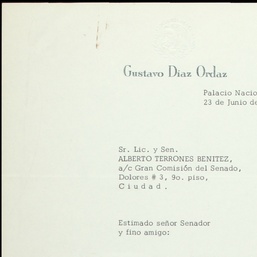 Gustavo Díaz Ordaz
Palacio Nacio
23 de Junio de
Sr. Lic. y Sen.
ALBERTO TERRONES BENITEZ,
a/c Gran Comisión del Senado,
Dolores # 3, 9o. piso,
C i u d a d .
Estimado señor Senador
y fino amigo: